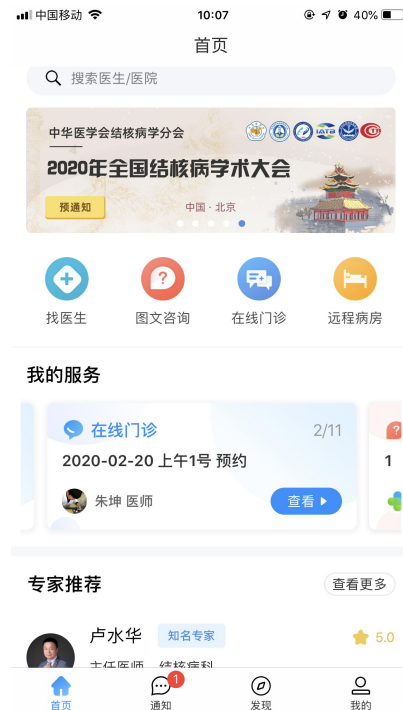 中国移动
10:07
40%
首页
搜索医生/医院
中华医学会结核病学分会
IATB
2020年全国结核病学术大会
预通知
中国·北京
找医生
图文咨询
在线门诊
远程病房
我的服务
在线门诊
2/11
2020-02-20 上午1号 预约
1
朱坤 医师
查看
专家推荐
查看更多
卢水华
知名专家
5.0
主任医师 结核病科
1
首页
通知
发现
我的